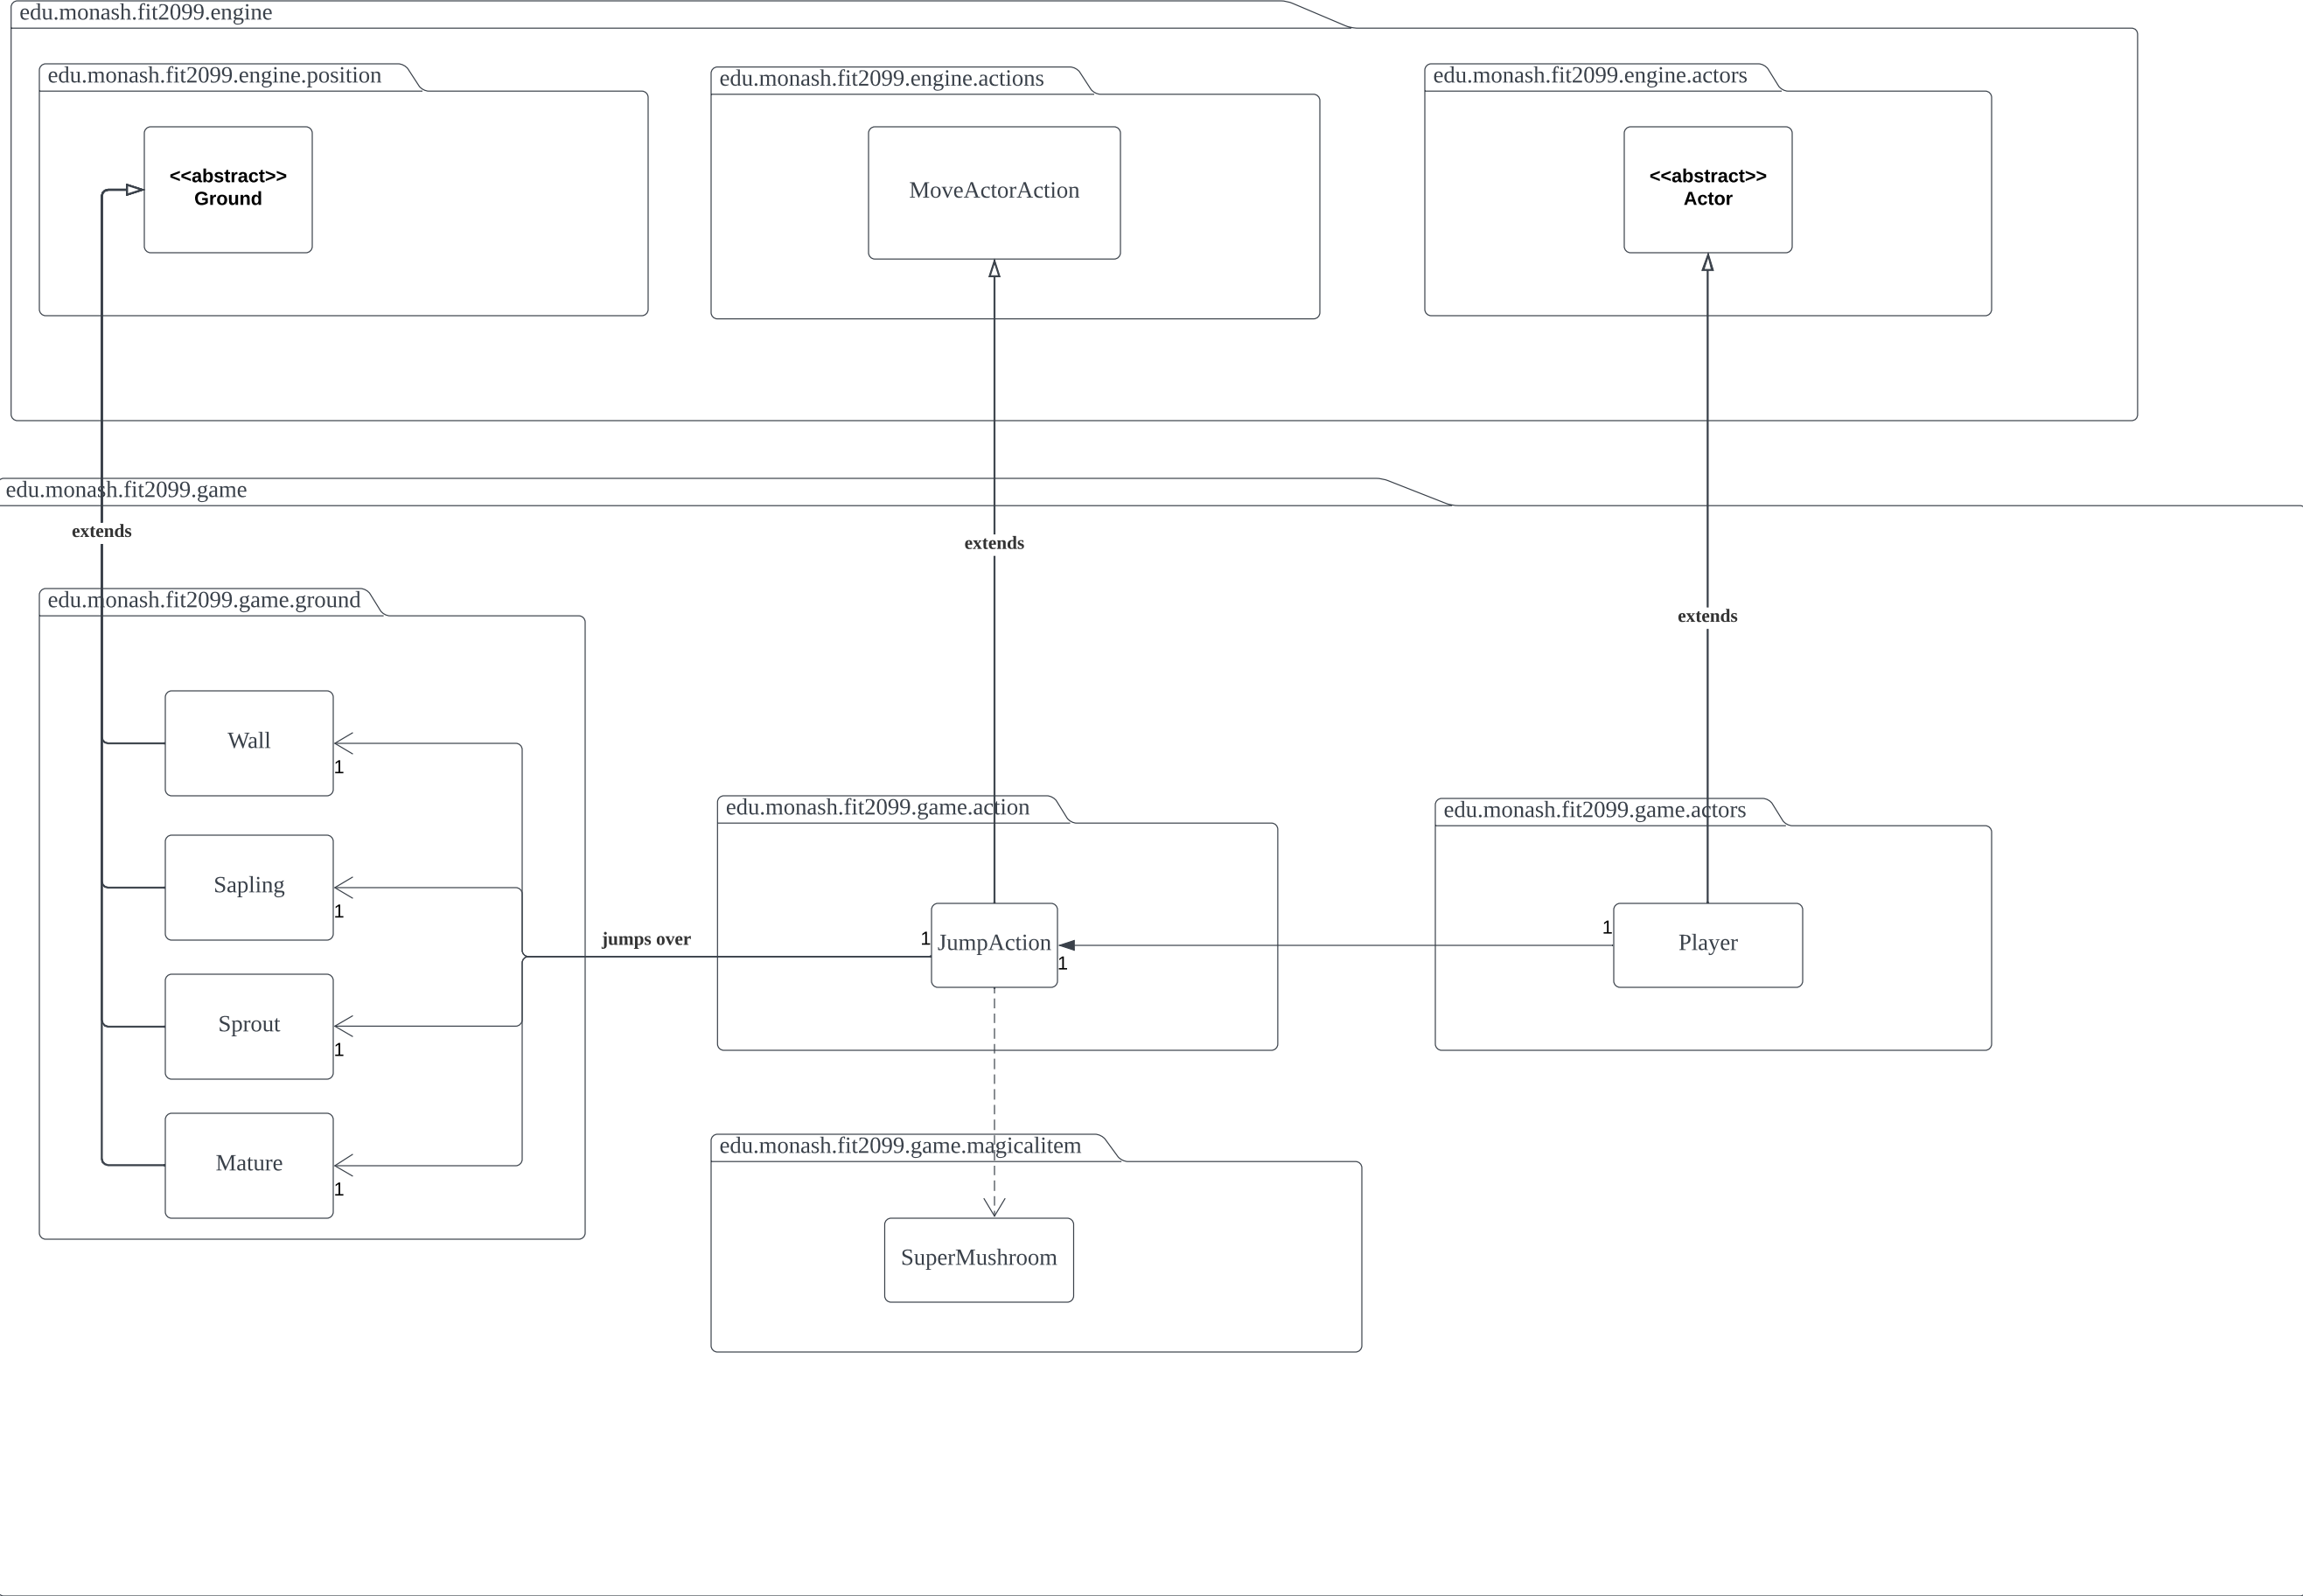 edu.monash.fit2099.engine
edu.monash.fit2099.engine.position
edu.monash.fit2099.engine.actions
edu.monash.fit2099.engine.actors
<<abstract>>
Ground
MoveActorAction
<<abstract>>
Actor
edu.monash.fit2099.game
extends
extends
extends
edu.monash.fit2099.game.ground
Wall
1
edu.monash.fit2099.game.action
edu.monash.fit2099.game.actors
Sapling
1
jumps over
1
JumpAction
1
1
Player
Sprout
1
edu.monash.fit2099.game.magicalitem
Mature
1
SuperMushroom